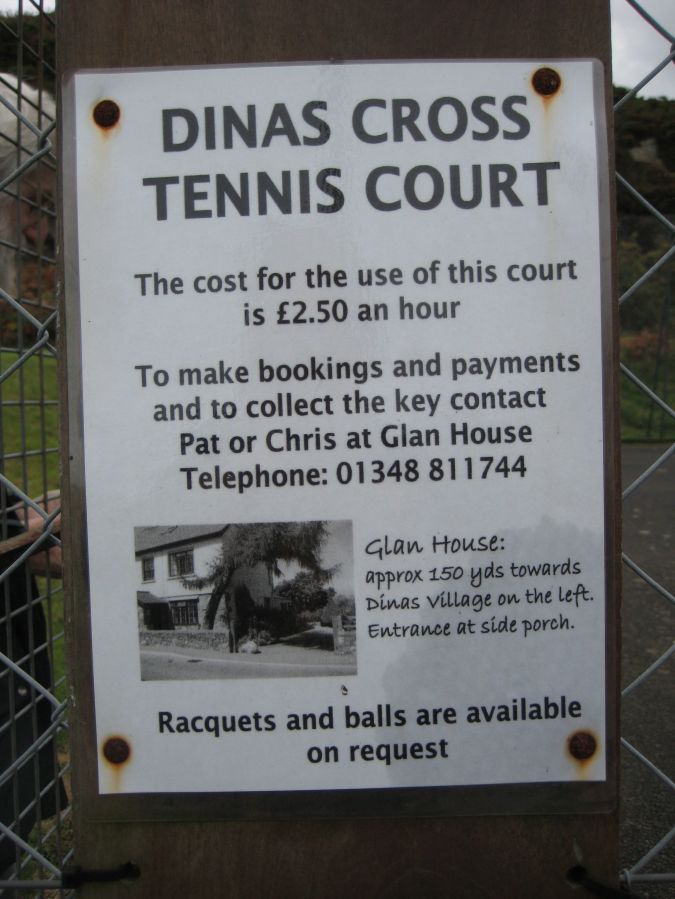 DINAS CROSS
TENNIS COURT
The cost for the use of this court
is £2.50 an hour
To make bookings and payments
and to collect the key contact
Pat or Chris at Glan House
Telephone: 01348 811744
Glan House:
approx 150 yds towards
Dinas Village on the left.
Entrance at side porch.
Racquets and balls are available
on request